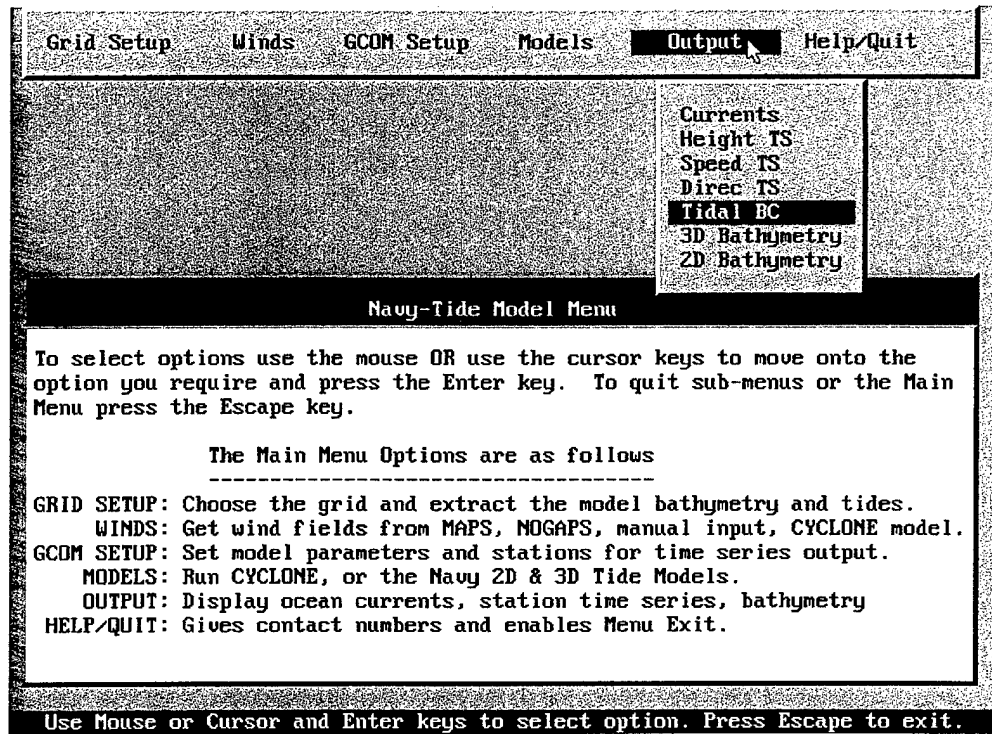 Grid Setup Winds GCOM Setup Models Output Help/Quit
Currents
Height TS
Speed TS
Direc TS
Tidal BC
3D Bathymetry
2D Bathymetry
Navy-Tide Model Menu
To select options use the mouse OR use the cursor keys to move onto the
option you require and press the Enter key. To quit sub-menus or the Main
Menu press the Escape key.
The Main Menu Options are as follows
------------------------------------
GRID SETUP: Choose the grid and extract the model bathymetry and tides.
WINDS: Get wind fields from MAPS, NOGAPS, manual input, CYCLONE model.
GCOM SETUP: Set model parameters and stations for time series output.
MODELS: Run CYCLONE, or the Navy 2D & 3D Tide Models.
OUTPUT: Display ocean currents, station time series, bathymetry
HELP/QUIT: Gives contact numbers and enables Menu Exit.
Use Mouse or Cursor and Enter keys to select option. Press Escape to exit.